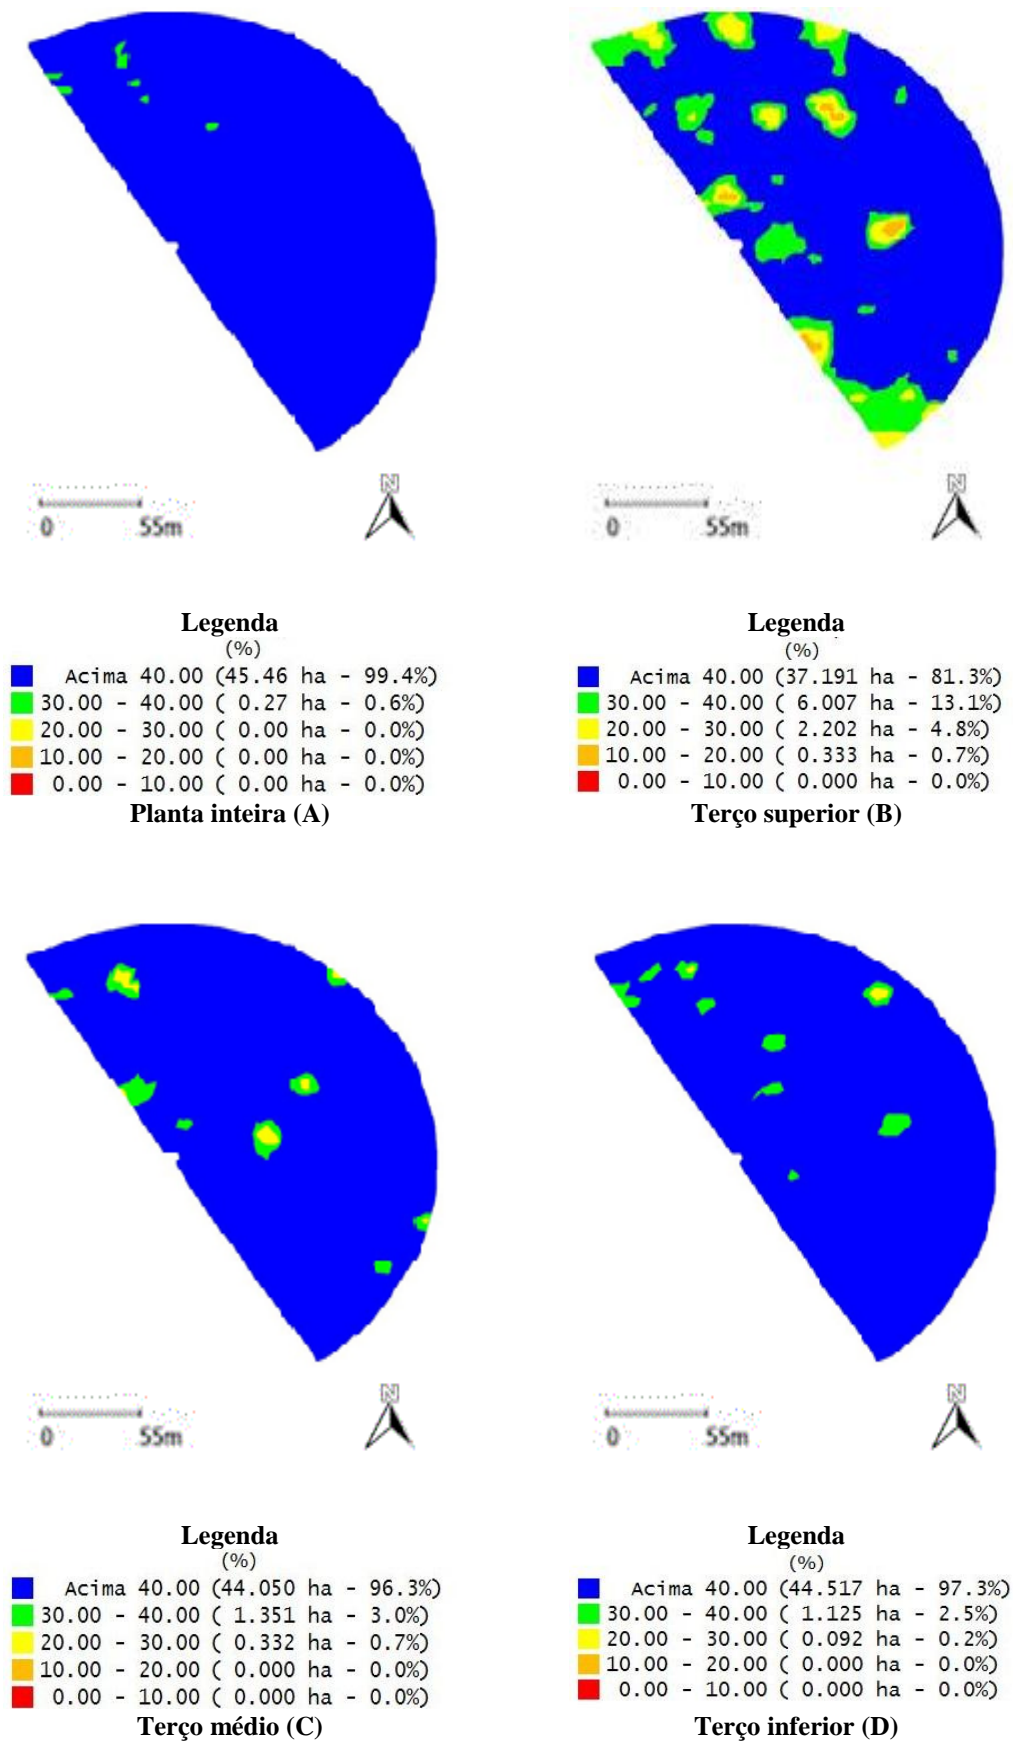 N
0 55m
N
0 55m
Legenda
(%)
Acima 40.00 (45.46 ha - 99.4%)
30.00 - 40.00 ( 0.27 ha - 0.6%)
20.00 - 30.00 ( 0.00 ha - 0.0%)
10.00 - 20.00 ( 0.00 ha - 0.0%)
0.00 - 10.00 ( 0.00 ha - 0.0%)
Planta inteira (A)
Legenda
(%)
Acima 40.00 (37.191 ha - 81.3%)
30.00 - 40.00 ( 6.007 ha - 13.1%)
20.00 - 30.00 ( 2.202 ha - 4.8%)
10.00 - 20.00 ( 0.333 ha - 0.7%)
0.00 - 10.00 ( 0.000 ha - 0.0%)
Terço superior (B)
N
0 55m
N
0 55m
Legenda
(%)
Acima 40.00 (44.050 ha - 96.3%)
30.00 - 40.00 ( 1.351 ha - 3.0%)
20.00 - 30.00 ( 0.332 ha - 0.7%)
10.00 - 20.00 ( 0.000 ha - 0.0%)
0.00 - 10.00 ( 0.000 ha - 0.0%)
Terço médio (C)
Legenda
(%)
Acima 40.00 (44.517 ha - 97.3%)
30.00 - 40.00 ( 1.125 ha - 2.5%)
20.00 - 30.00 ( 0.092 ha - 0.2%)
10.00 - 20.00 ( 0.000 ha - 0.0%)
0.00 - 10.00 ( 0.000 ha - 0.0%)
Terço inferior (D)